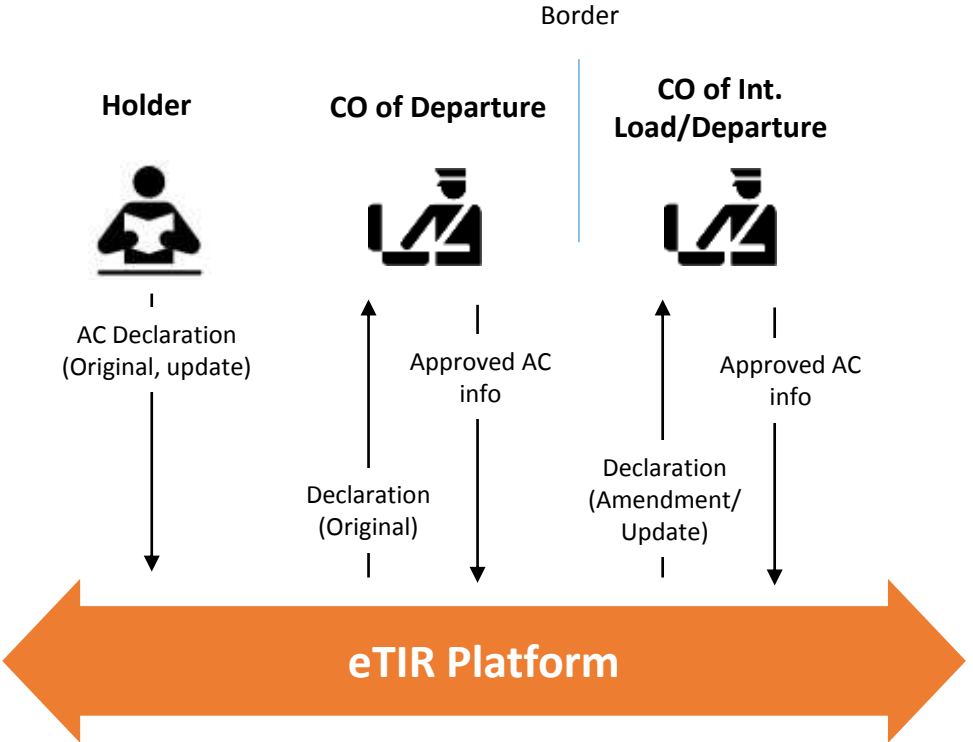 Border
Holder
CO of Departure
CO of Int.
Load/Departure
AC Declaration
(Original, update)
Declaration
(Original)
Approved AC
info
Declaration
(Amendment/
Update)
Approved AC
info
eTIR Platform